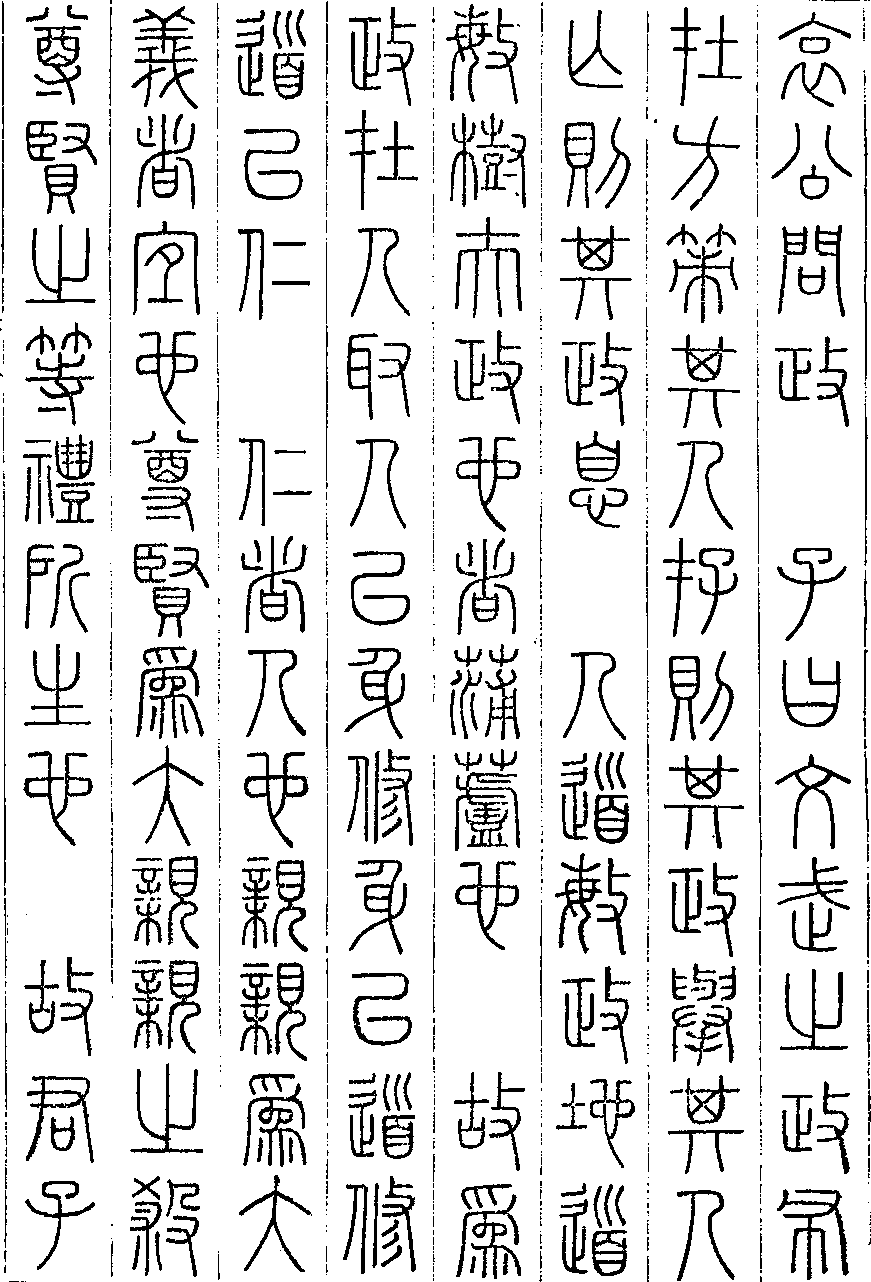 哀公問政　子曰文武之政布
在方策其人存則其政舉其人
亡則其政息　人道敏政地道
敏樹夫政也者蒲蘆也　故爲
政在人取人以身修身以道修
道以仁　仁者人也親親爲大
義者宜也尊賢爲大親親之殺
尊賢之等禮所生也　故君子